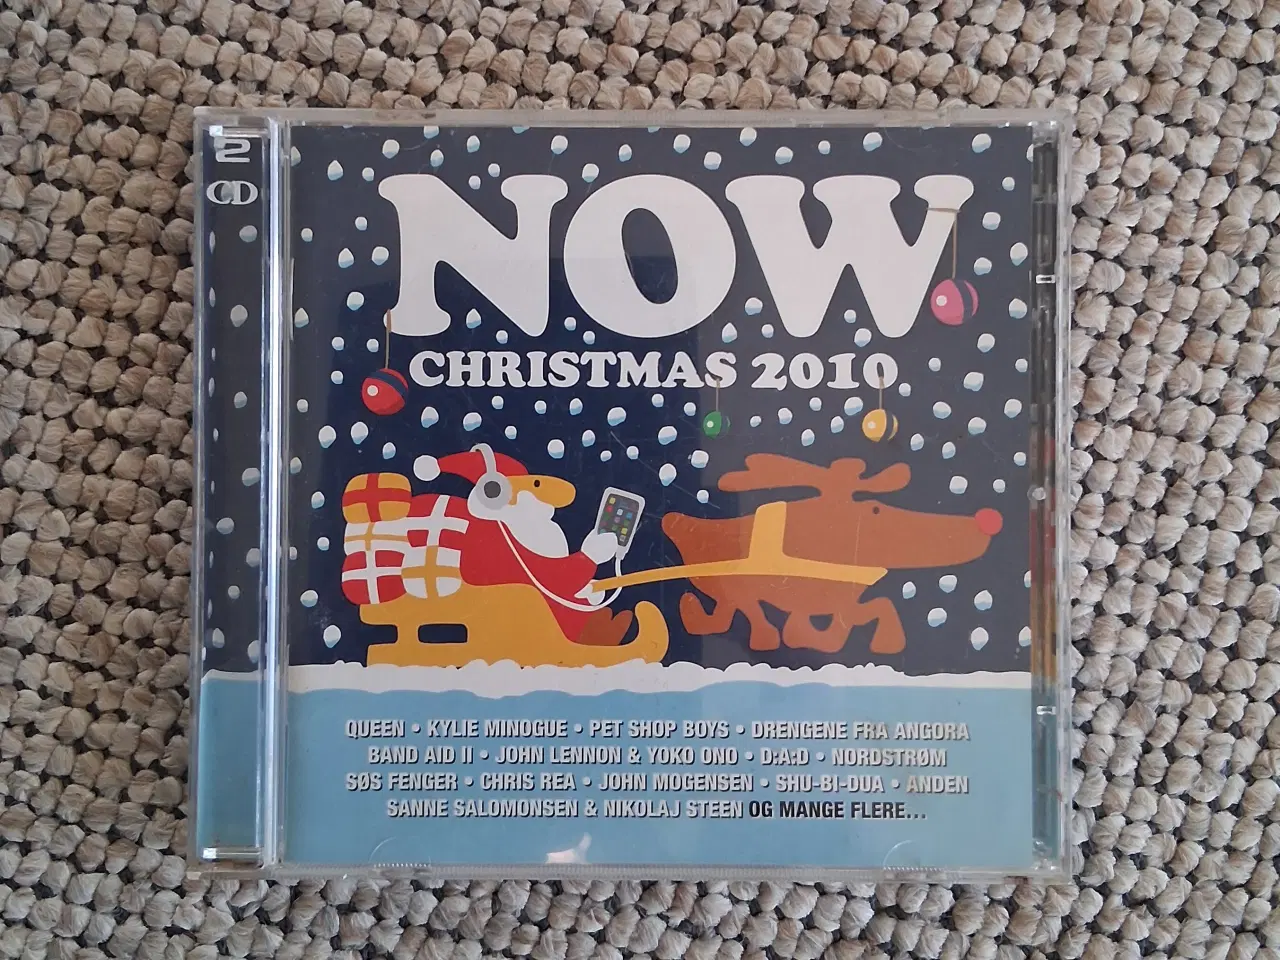 2
CD
NOW
CHRISTMAS 2010
QUEEN • KYLIE MINOGUE • PET SHOP BOYS • DRENGENE FRA ANGORA
BAND AID II • JOHN LENNON & YOKO ONO • D:A:D • NORDSTRØM
SØS FENGER • CHRIS REA • JOHN MOGENSEN • SHU-BI-DUA • ANDEN
SANNE SALOMONSEN & NIKOLAJ STEEN OG MANGE FLERE...